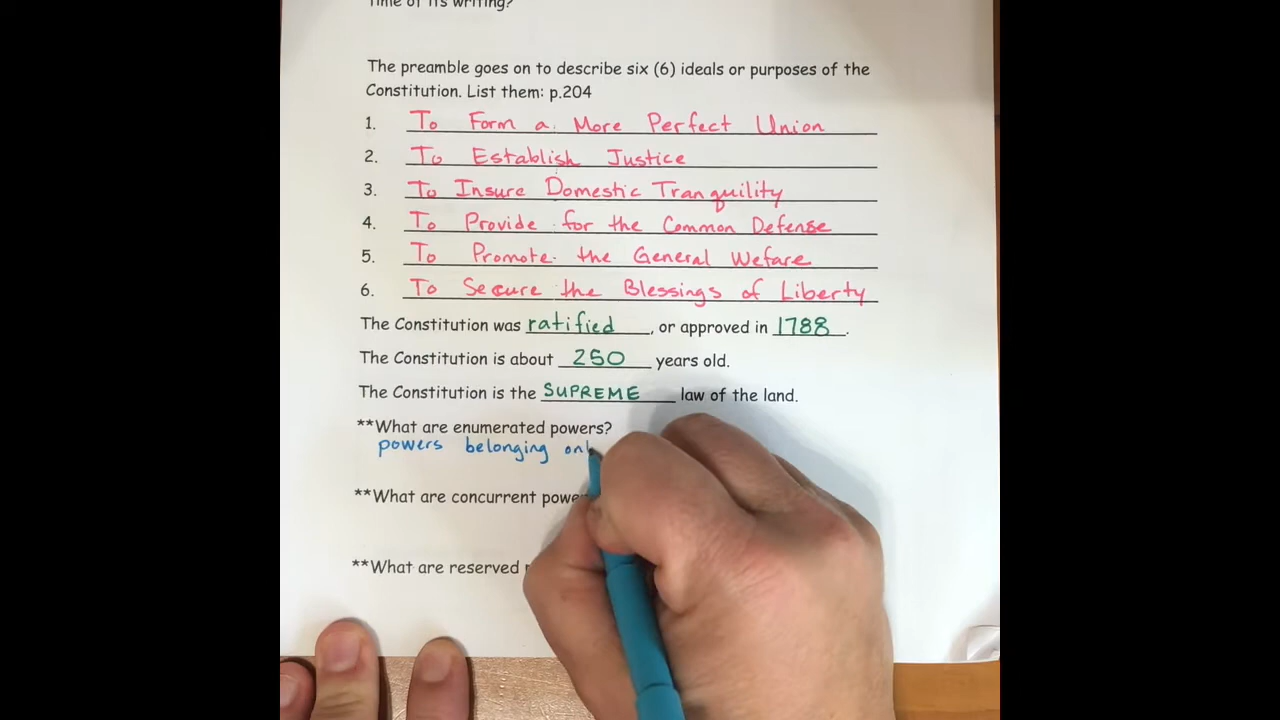 Time of its writing?
The preamble goes on to describe six (6) ideals or purposes of the
Constitution. List them: p.204
1. To Form a More Perfect Union
2. To Establish Justice
3. To Insure Domestic Tranquility
4. To Provide for the Common Defense
5. To Promote the General Wefare
6. To Secure the Blessings of Liberty
The Constitution was ratified, or approved in 1788.
The Constitution is about 250 years old.
The Constitution is the SUPREME law of the land.
**What are enumerated powers?
powers belonging
**What are concurrent
**What are reserved